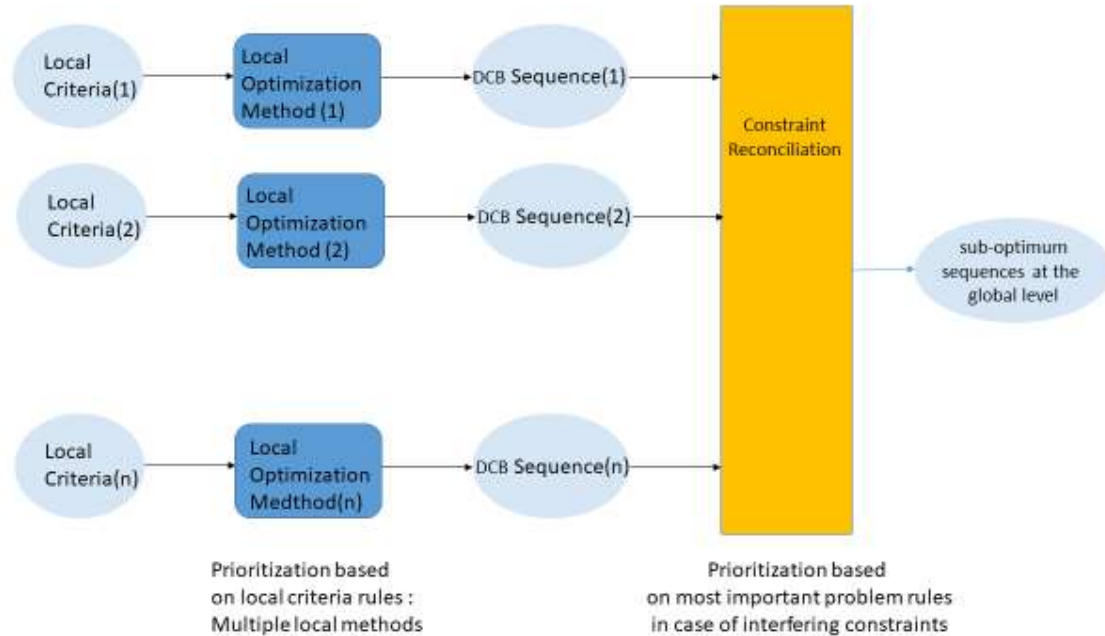 Local
Criteria(1)
Local
Optimization
Method (1)
DCB Sequence(1)
Constraint
Reconciliation
Local
Criteria(2)
Local
Optimization
Method (2)
DCB Sequence(2)
sub-optimum
sequences at the
global level
Local
Criteria(n)
Local
Optimization
Medthod(n)
DCB Sequence(n)
Prioritization based
on local criteria rules :
Multiple local methods
Prioritization based
on most important problem rules
in case of interfering constraints